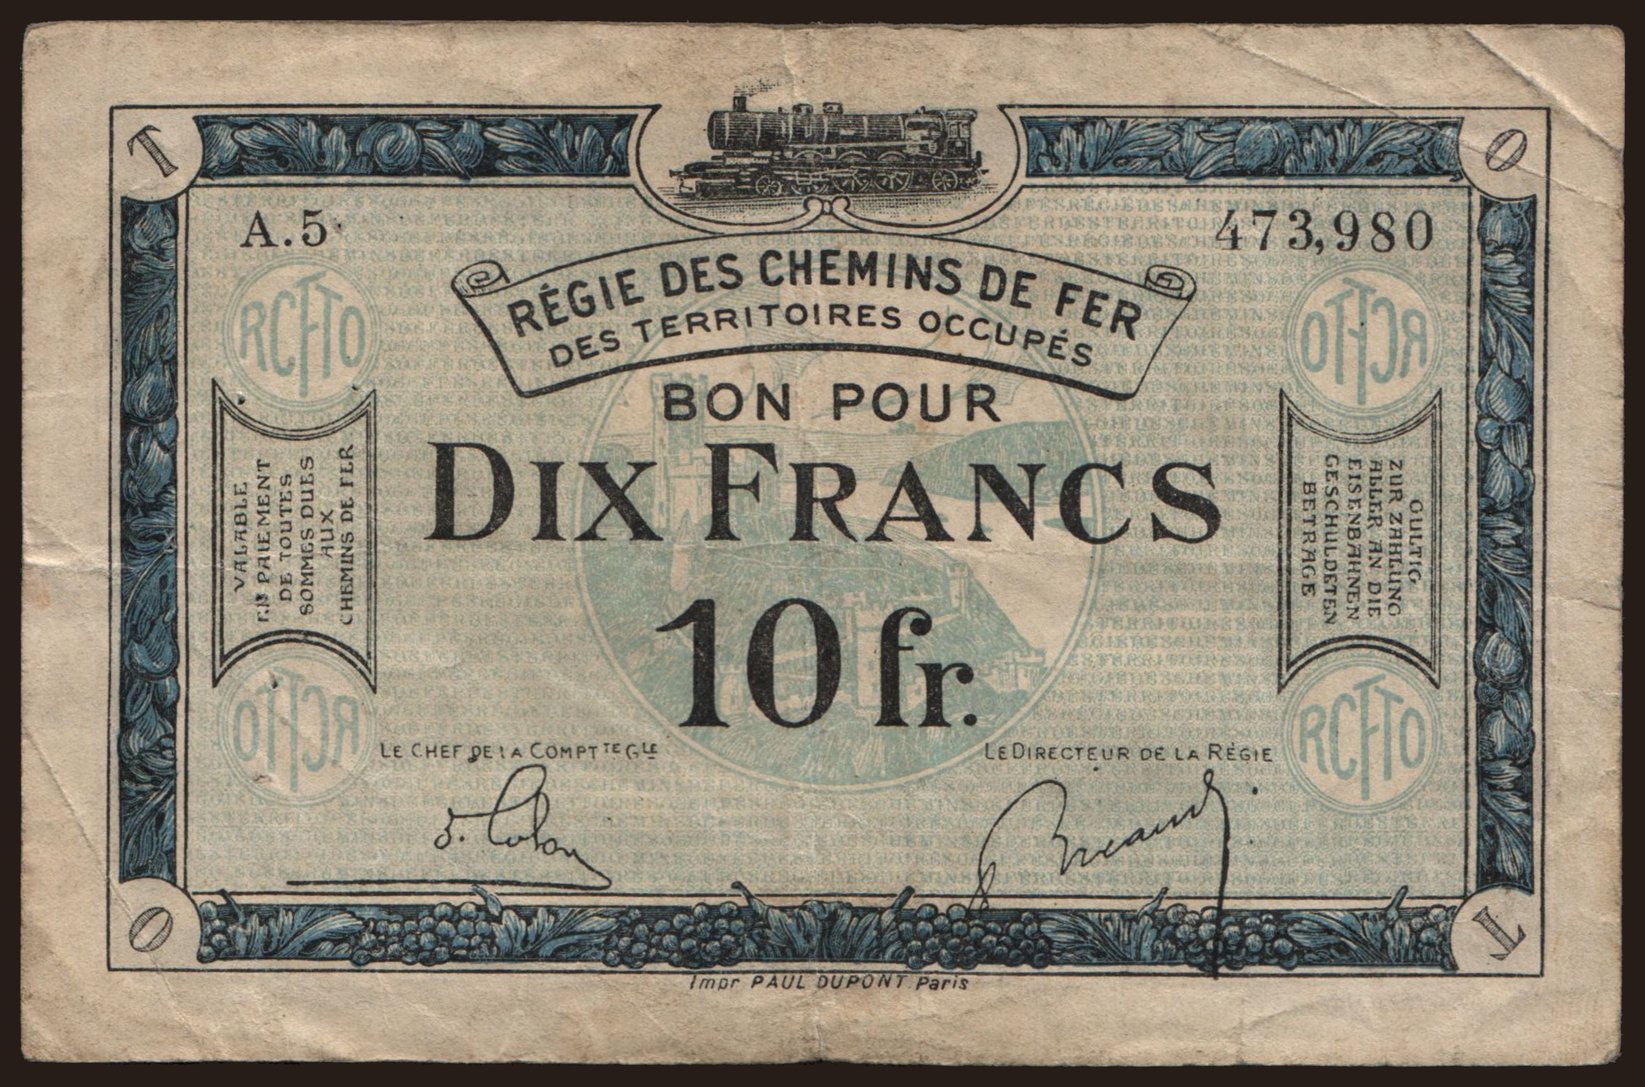 A.5
473,980
RÉGIE DES CHEMINS DE FER
DES TERRITOIRES OCCUPÉS
BON POUR
DIX FRANCS
10 fr.
RCFTO
RCFTO
VALABLE
EN PAIEMENT
DE TOUTES
SOMMES DUES
AUX
CHEMINS DE FER
GULTIG
ZUR ZAHLUNG
ALLER AN DIE
EISENBAHNEN
GESCHULDETEN
BETRAGE
RCFTO
RCFTO
LE CHEF DE LA COMPTTE GLE
LE DIRECTEUR DE LA RÉGIE
Impr PAUL DUPONT Paris